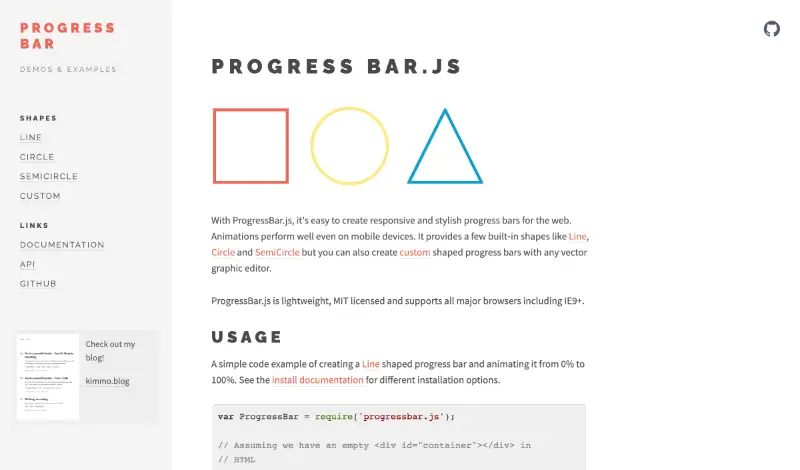 PROGRESS
BAR
DEMOS & EXAMPLES
SHAPES
LINE
CIRCLE
SEMICIRCLE
CUSTOM
LINKS
DOCUMENTATION
API
GITHUB
Check out my
blog!
kimmo.blog
PROGRESS BAR.JS
With ProgressBar.js, it's easy to create responsive and stylish progress bars for the web.
Animations perform well even on mobile devices. It provides a few built-in shapes like Line,
Circle and SemiCircle but you can also create custom shaped progress bars with any vector
graphic editor.
ProgressBar.js is lightweight, MIT licensed and supports all major browsers including IE9+.
USAGE
A simple code example of creating a Line shaped progress bar and animating it from 0% to
100%. See the install documentation for different installation options.
var ProgressBar = require('progressbar.js');
// Assuming we have an empty <div id="container"></div> in
// HTML